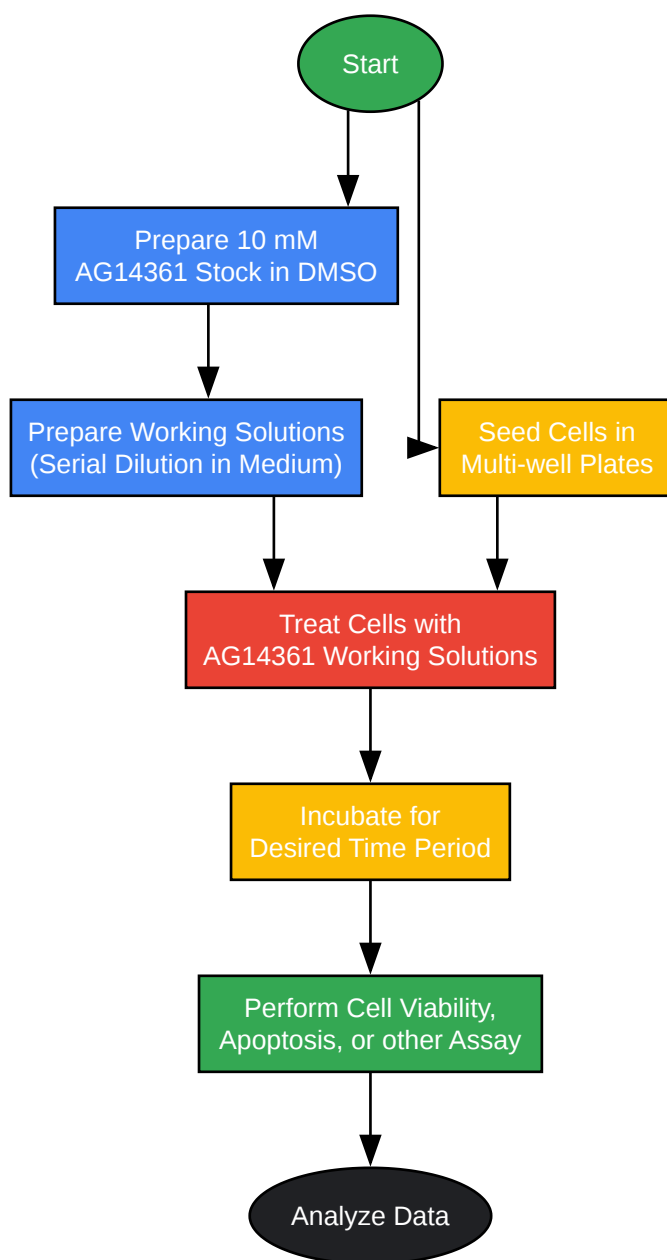 Start
Prepare 10 mM
AG14361 Stock in DMSO
Prepare Working Solutions
(Serial Dilution in Medium)
Seed Cells in
Multi-well Plates
Treat Cells with
AG14361 Working Solutions
Incubate for
Desired Time Period
Perform Cell Viability,
Apoptosis, or other Assay
Analyze Data